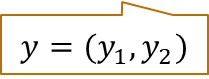 y = (y₁, y₂)